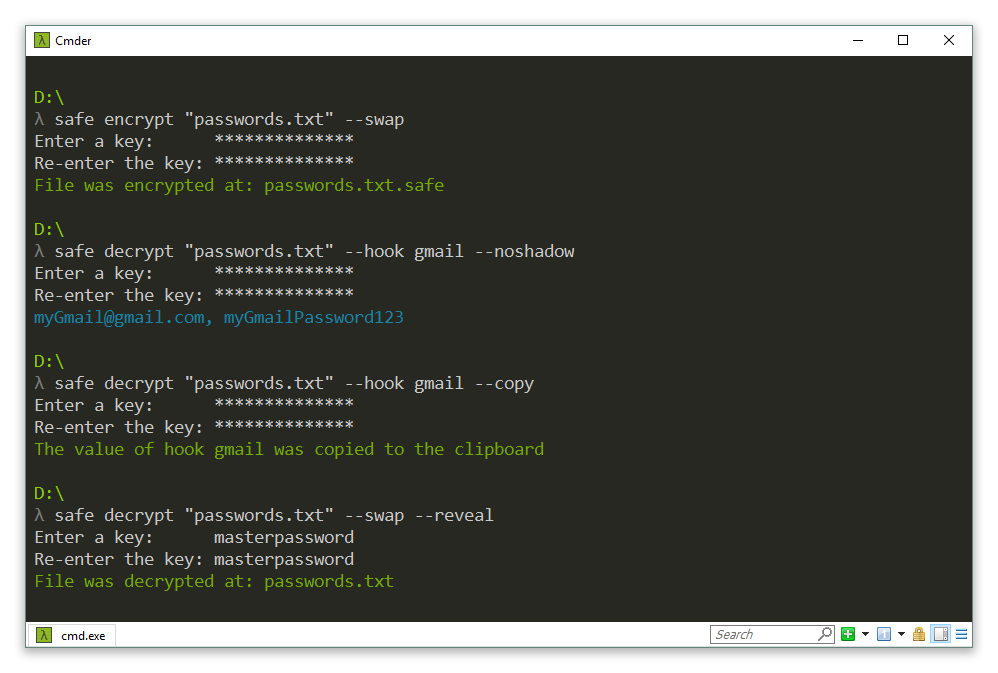 λ Cmder
D:\
λ safe encrypt "passwords.txt" --swap
Enter a key:      **************
Re-enter the key: **************
File was encrypted at: passwords.txt.safe
D:\
λ safe decrypt "passwords.txt" --hook gmail --noshadow
Enter a key:      **************
Re-enter the key: **************
myGmail@gmail.com, myGmailPassword123
D:\
λ safe decrypt "passwords.txt" --hook gmail --copy
Enter a key:      **************
Re-enter the key: **************
The value of hook gmail was copied to the clipboard
D:\
λ safe decrypt "passwords.txt" --swap --reveal
Enter a key:      masterpassword
Re-enter the key: masterpassword
File was decrypted at: passwords.txt
λ cmd.exe
Search